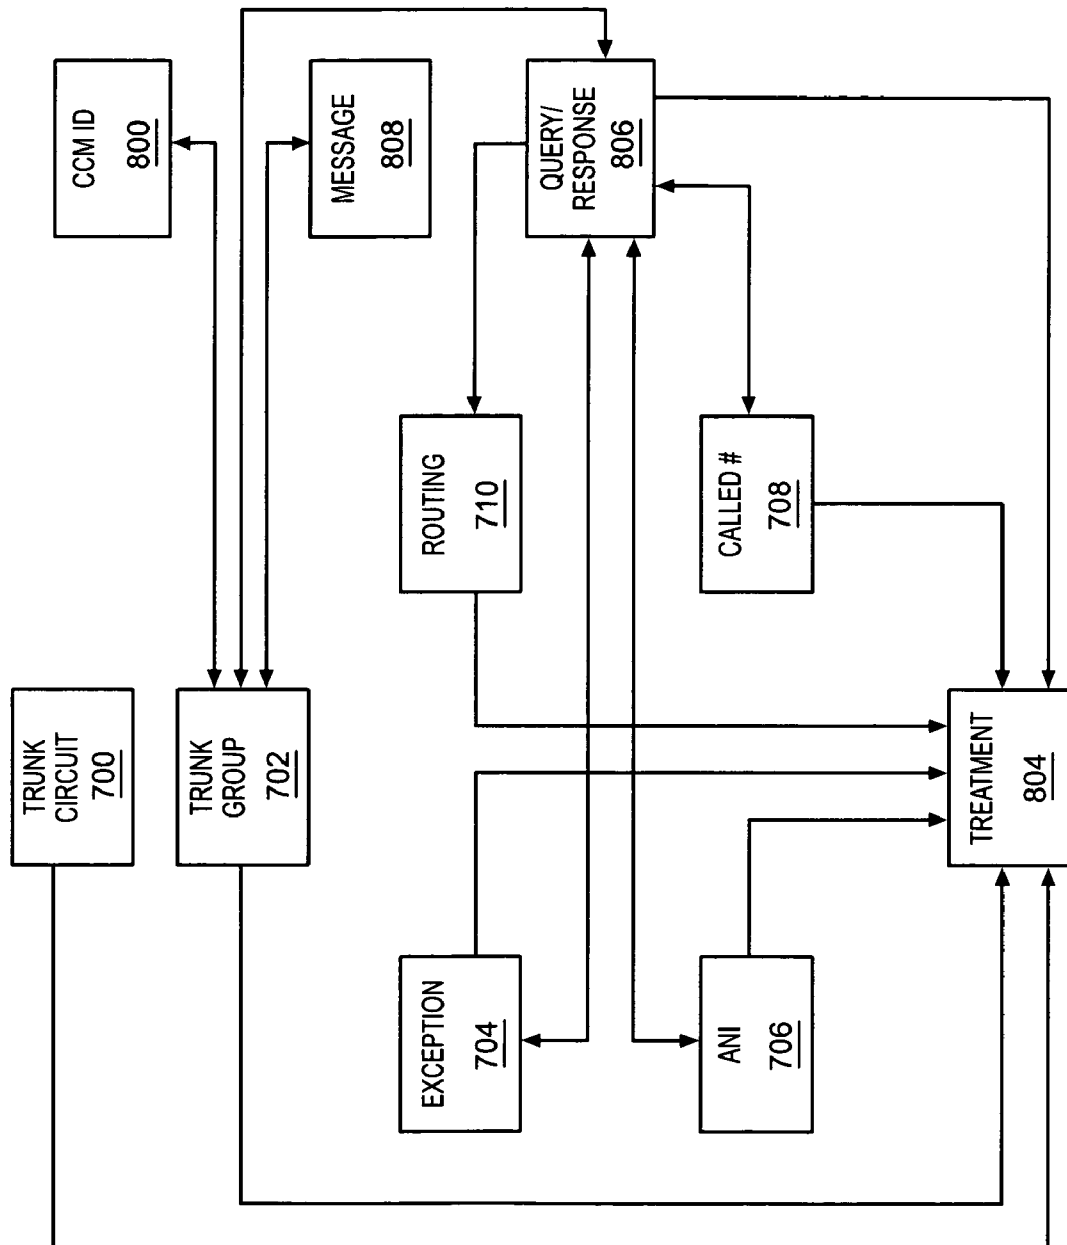 TRUNK
CIRCUIT
700
CCM ID
800
TRUNK
GROUP
702
MESSAGE
808
EXCEPTION
704
ROUTING
710
QUERY/
RESPONSE
806
ANI
706
CALLED #
708
TREATMENT
804